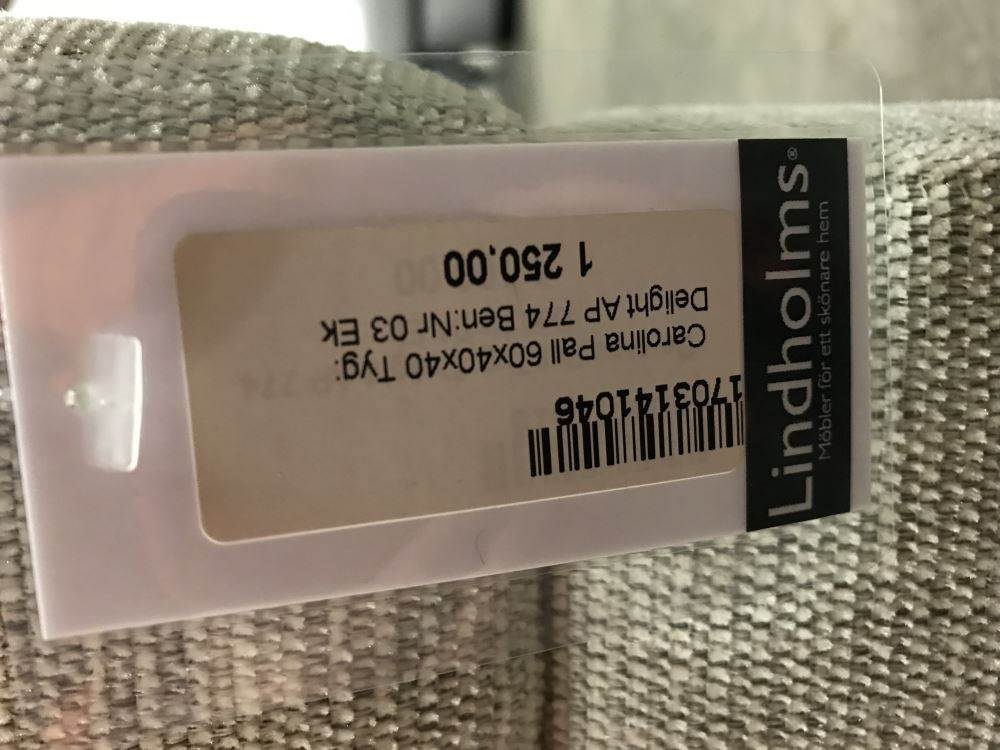 Lindholms®
Möbler för ett skönare hem
1703141046
Carolina Pall 60x40x40 Tyg:
Delight AP 774 Ben:Nr 03 Ek
1 250,00